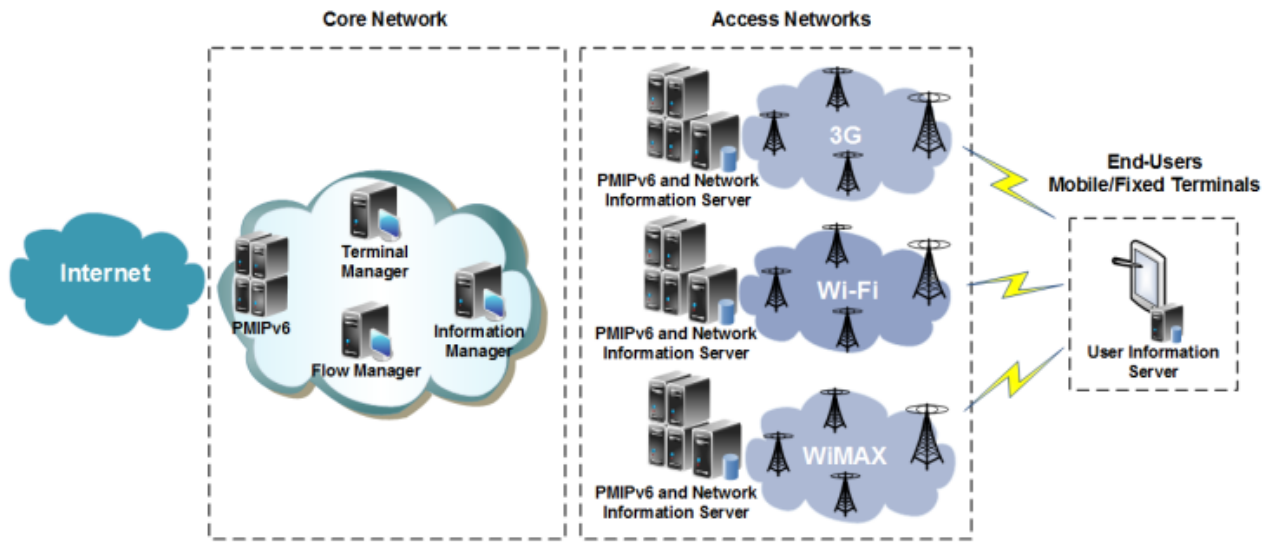 Core Network
Access Networks
Internet
PMIPv6
Terminal
Manager
Flow Manager
Information
Manager
3G
PMIPv6 and Network
Information Server
Wi-Fi
PMIPv6 and Network
Information Server
WiMAX
PMIPv6 and Network
Information Server
End-Users
Mobile/Fixed Terminals
User Information
Server